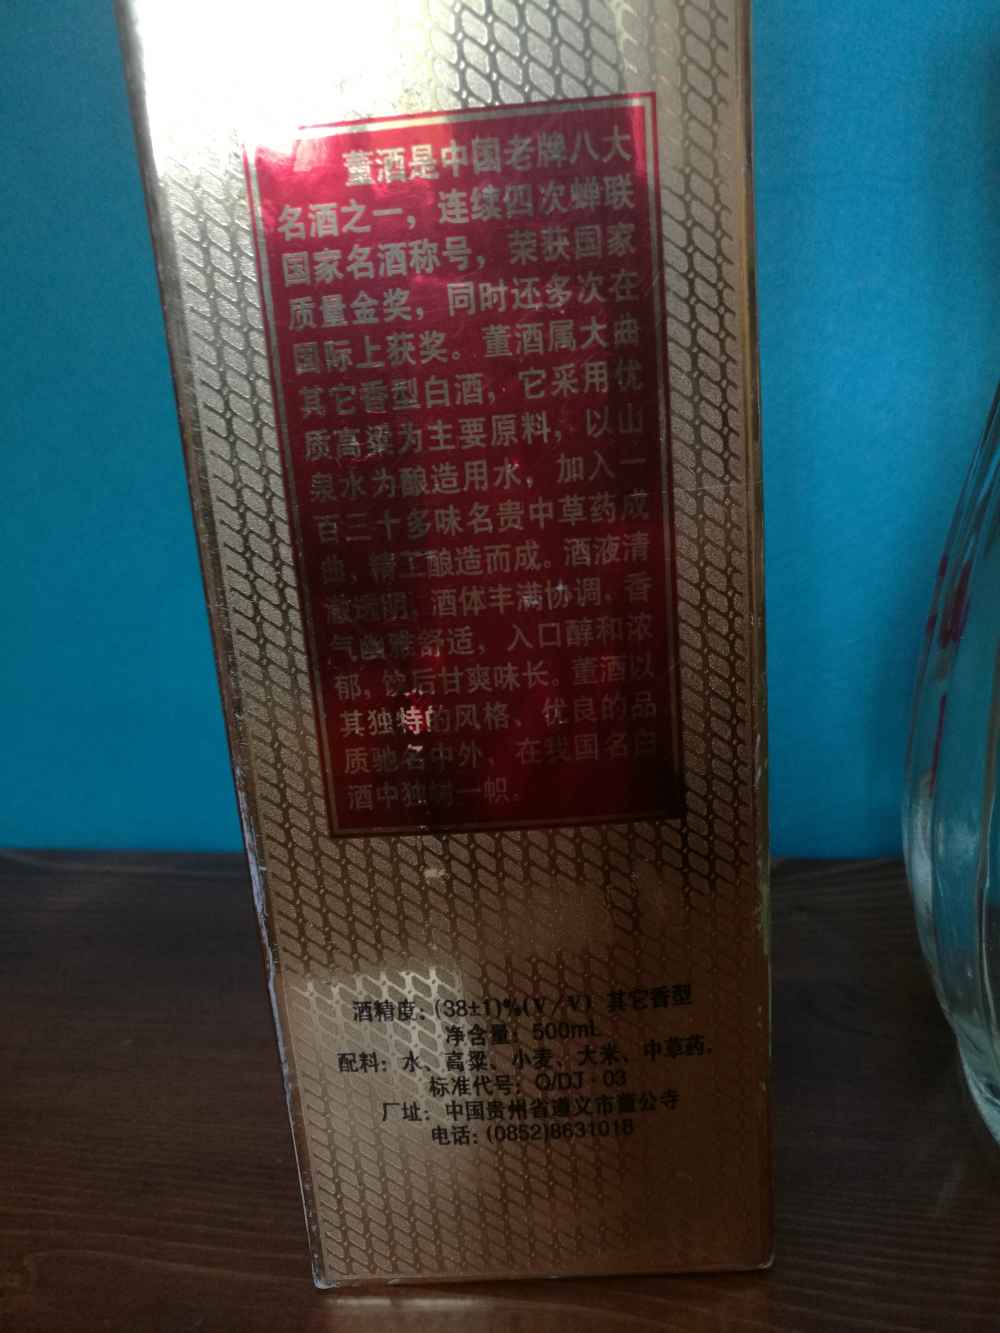 董酒是中国老牌八大
名酒之一，连续四次蝉联
国家名酒称号，荣获国家
质量金奖，同时还多次在
国际上获奖。董酒属大曲
其它香型白酒，它采用优
质高粱为主要原料，以山
泉水为酿造用水，加入一
百三十多味名贵中草药成
曲，精工酿造而成。酒液清
澈透明，酒体丰满协调，香
气幽雅舒适，入口醇和浓
郁，饮后甘爽味长。董酒以
其独特的风格、优良的品
质驰名中外，在我国名白
酒中独树一帜。
酒精度：(38±1)%(V/V) 其它香型
净含量：500mL
配料：水、高粱、小麦、大米、中草药.
标准代号：Q/DJ·03
厂址：中国贵州省遵义市董公寺
电话：(0852)8631018